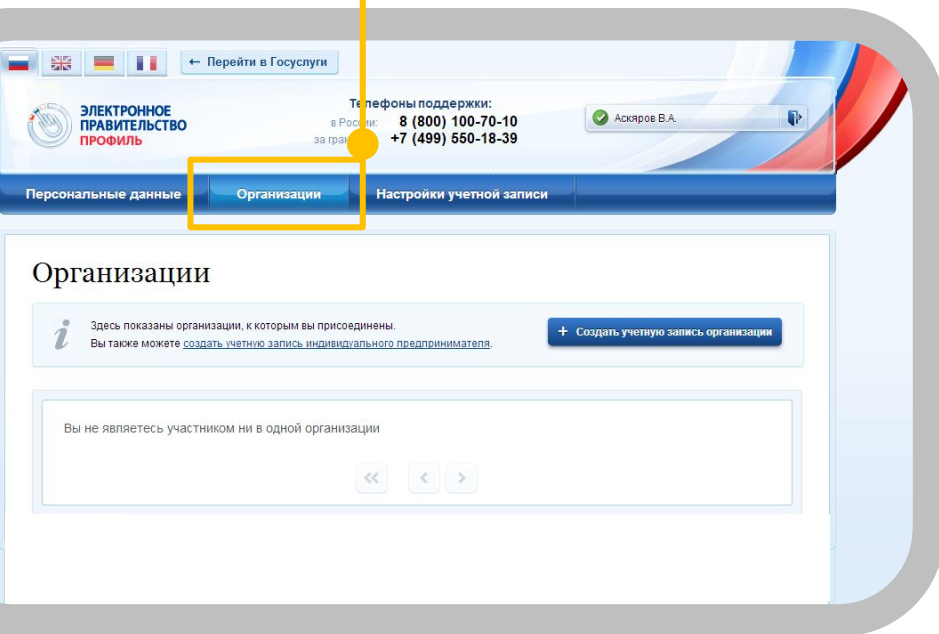 ← Перейти в Госуслуги
ЭЛЕКТРОННОЕ
ПРАВИТЕЛЬСТВО
ПРОФИЛЬ
Телефоны поддержки:
в России: 8 (800) 100-70-10
+7 (499) 550-18-39
Аскяров В.А.
Персональные данные Организации Настройки учетной записи
Организации
Здесь показаны организации, к которым вы присоединены.
Вы также можете создать учетную запись индивидуального предпринимателя.
+ Создать учетную запись организации
Вы не являетесь участником ни в одной организации